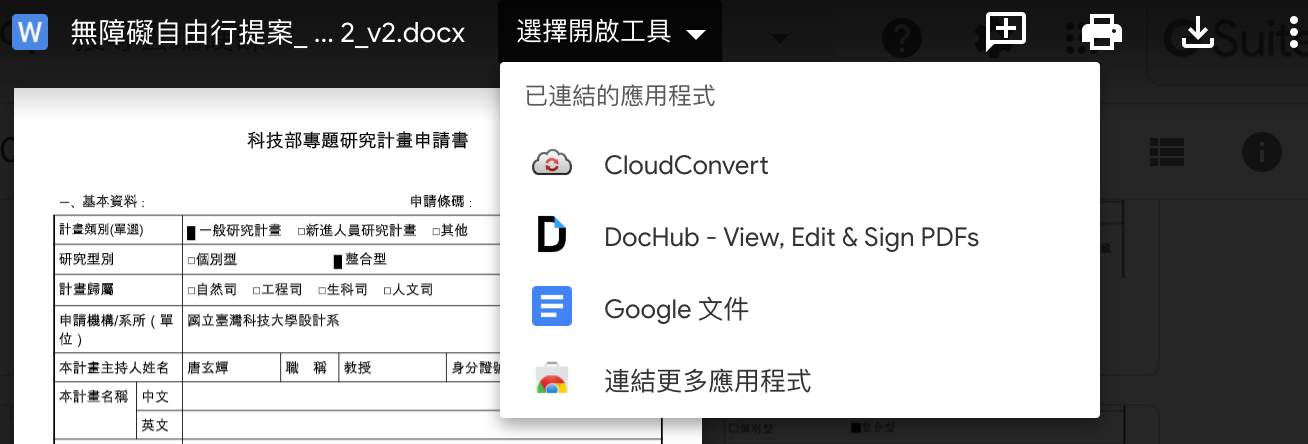 W 無障礙自由行提案_ ... 2_v2.docx 選擇開啟工具
已連結的應用程式
CloudConvert
DocHub - View, Edit & Sign PDFs
Google 文件
連結更多應用程式
科技部專題研究計畫申請書
一、基本資料： 申請條碼：
計畫類別(單選) ■一般研究計畫 □新進人員研究計畫 □其他
研究型別 □個別型 ■整合型
計畫歸屬 □自然司 □工程司 □生科司 □人文司
申請機構/系所（單
位） 國立臺灣科技大學設計系
本計畫主持人姓名 唐玄輝 職 稱 教授 身分證號
本計畫名稱 中文
英文
G Suite
□個別型 ■整合型